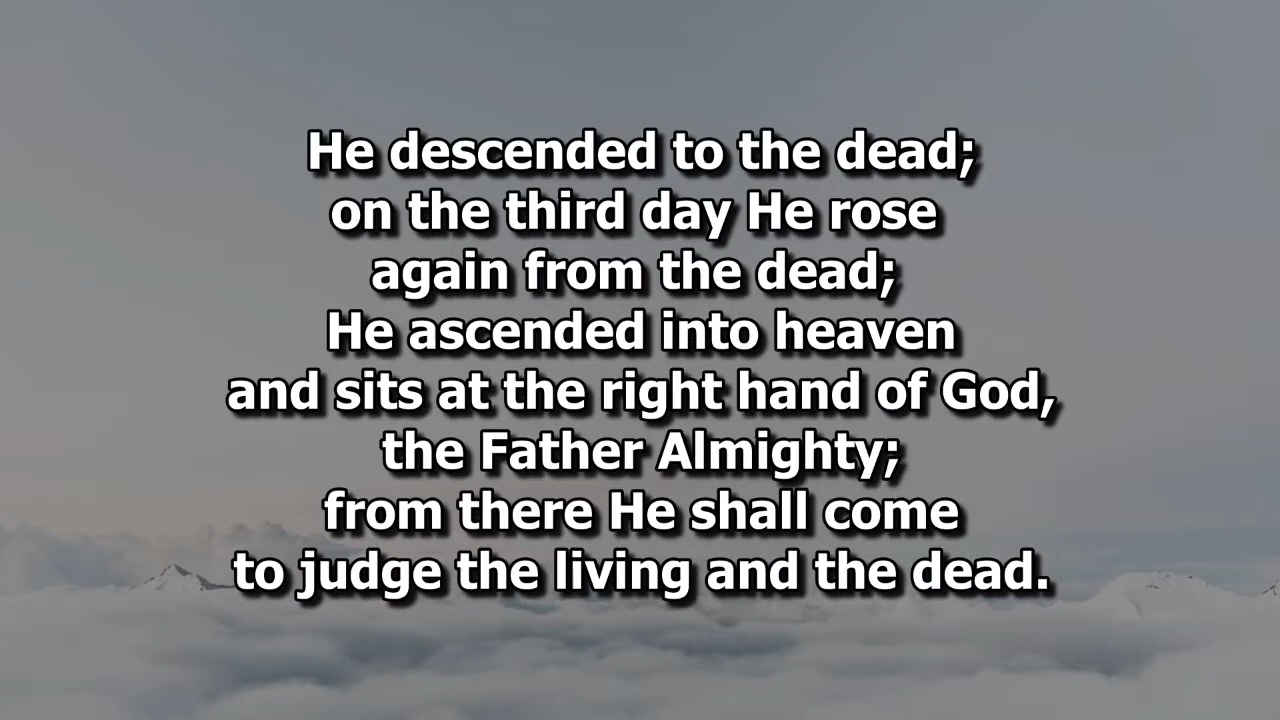 He descended to the dead;
on the third day He rose
again from the dead;
He ascended into heaven
and sits at the right hand of God,
the Father Almighty;
from there He shall come
to judge the living and the dead.